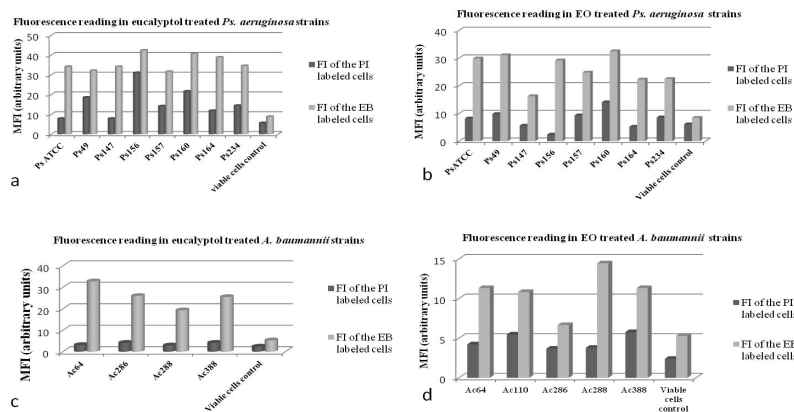 Fluorescence reading in eucalyptol treated Ps. aeruginosa strains
MFI (arbitrary units)
50
40
30
20
10
0
Ps ATCC
Ps49
Ps147
Ps156
Ps157
Ps160
Ps164
Ps234
viable cells control
FI of the PI
labeled cells
FI of the EB
labeled cells
a
Fluorescence reading in EO treated Ps. aeruginosa strains
MFI (arbitrary units)
40
30
20
10
0
Ps ATCC
Ps49
Ps147
Ps156
Ps157
Ps160
Ps164
Ps234
Viable cells control
FI of the PI
labeled cells
FI of the EB
labeled cells
b
Fluorescence reading in eucalyptol treated A. baumannii strains
MFI (arbitrary units)
40
30
20
10
0
Ac64
Ac286
Ac288
Ac388
Viable cells control
FI of the PI labeled
cells
FI of the EB
labeled cells
c
Fluorescence reading in EO treated A. baumannii strains
MFI (arbitrary units)
15
10
5
0
Ac64
Ac110
Ac286
Ac288
Ac388
Viable
cells
control
FI of the PI
labeled cells
FI of the EB
labeled cells
d